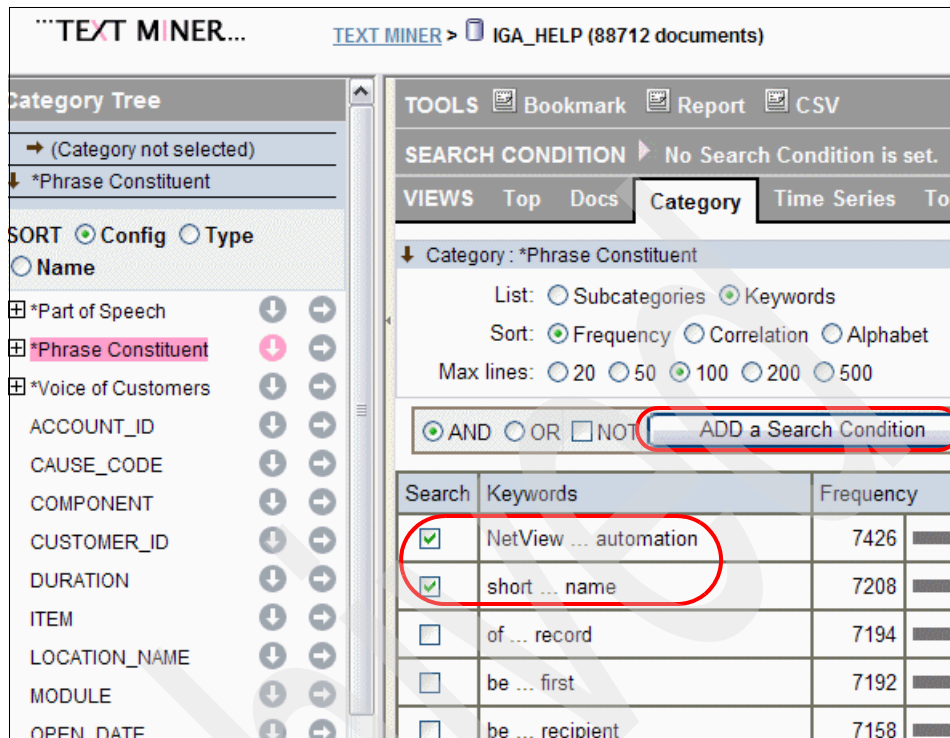 TEXT MINER...
TEXT MINER > IGA_HELP (88712 documents)
Category Tree
(Category not selected)
*Phrase Constituent
SORT Config Type
Name
*Part of Speech
*Phrase Constituent
*Voice of Customers
ACCOUNT_ID
CAUSE_CODE
COMPONENT
CUSTOMER_ID
DURATION
ITEM
LOCATION_NAME
MODULE
OPEN_DATE
TOOLS Bookmark Report CSV
SEARCH CONDITION No Search Condition is set.
VIEWS Top Docs Category Time Series To
Category : *Phrase Constituent
List: Subcategories Keywords
Sort: Frequency Correlation Alphabet
Max lines: 20 50 100 200 500
AND OR NOT ADD a Search Condition
Search Keywords Frequency
NetView ... automation 7426
short ... name 7208
of ... record 7194
be ... first 7192
be ... recipient 7158